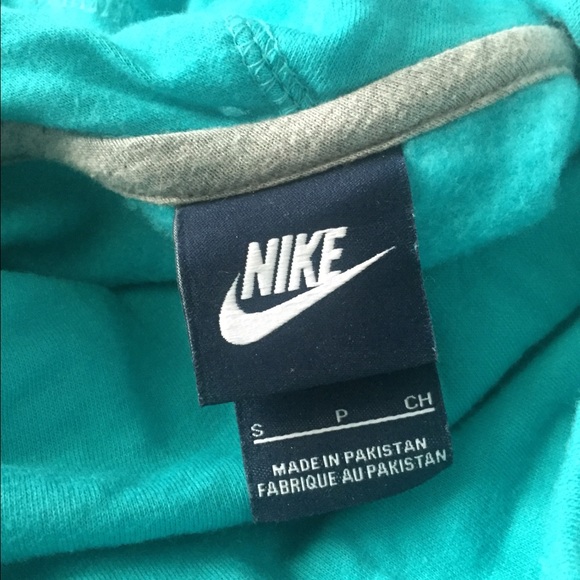 NIKE
S P CH
MADE IN PAKISTAN
FABRIQUE AU PAKISTAN